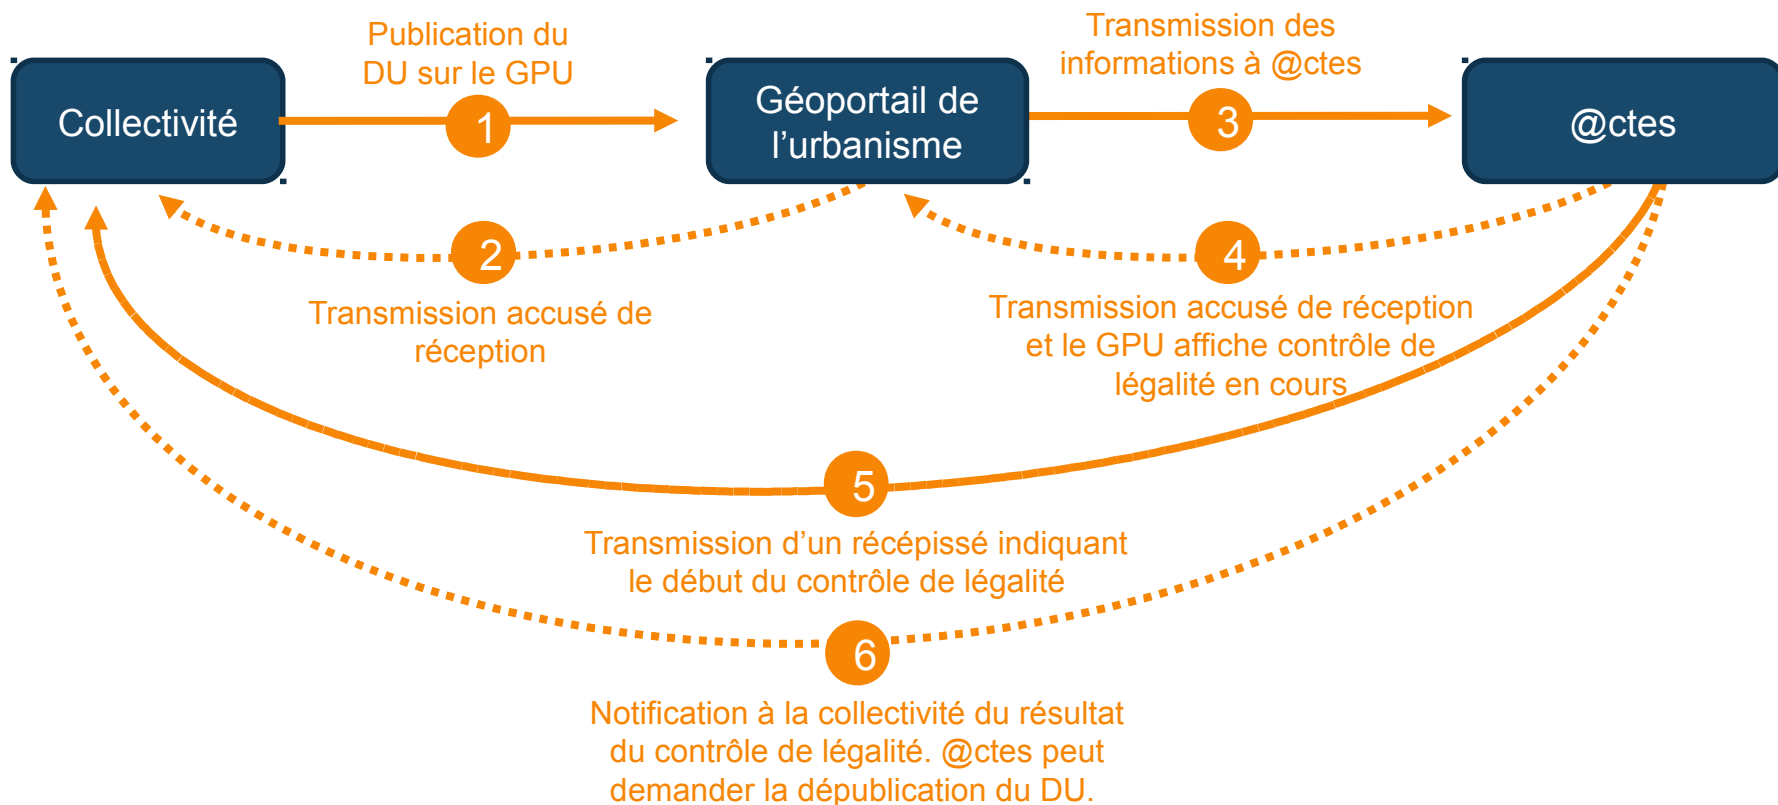 Publication du
DU sur le GPU
Transmission des
informations à @ctes
Collectivité
1
Géoportail de
l’urbanisme
3
@ctes
2
Transmission accusé de
réception
4
Transmission accusé de réception
et le GPU affiche contrôle de
légalité en cours
5
Transmission d’un récépissé indiquant
le début du contrôle de légalité
6
Notification à la collectivité du résultat
du contrôle de légalité. @ctes peut
demander la dépublication du DU.